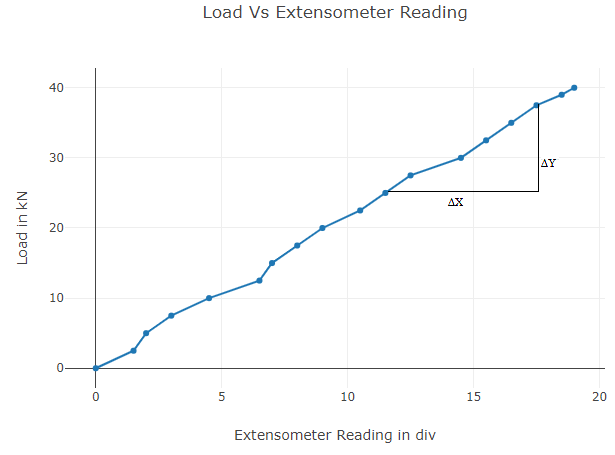 Load Vs Extensometer Reading
40
30
20
10
0
Load in kN
ΔY
ΔX
0 5 10 15 20
Extensometer Reading in div